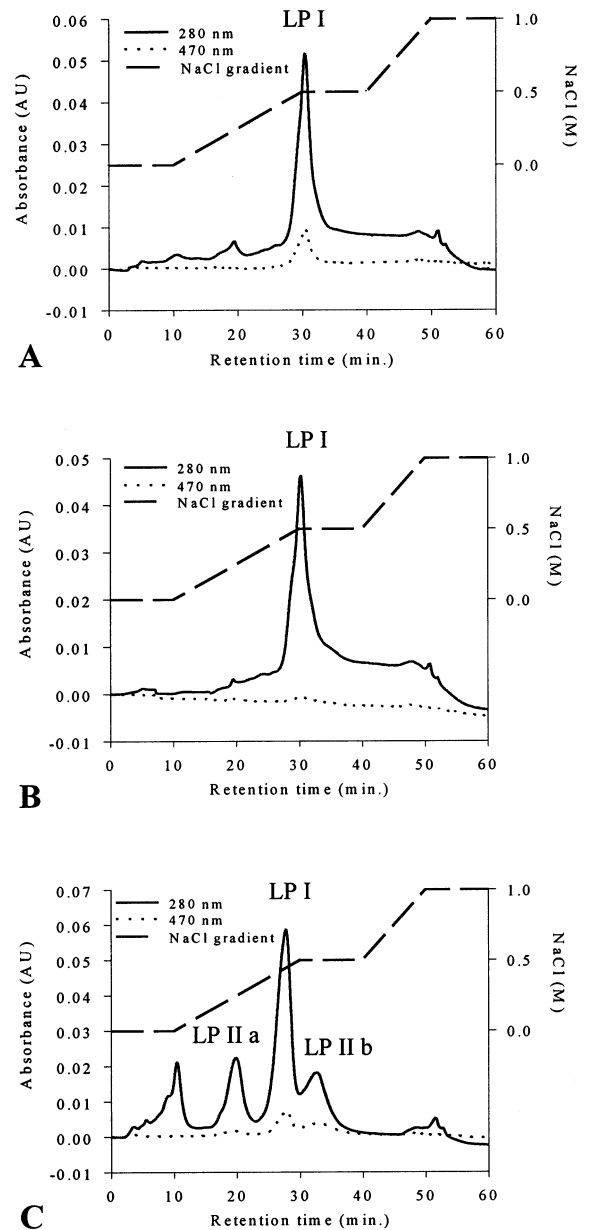 LP I
0.06
0.05
0.04
0.03
0.02
0.01
0.00
-0.01
Absorbance (AU)
280 nm
470 nm
NaCl gradient
1.0
0.5
0.0
NaCl (M)
0 10 20 30 40 50 60
Retention time (min.)
A
LP I
0.05
0.04
0.03
0.02
0.01
0.00
-0.01
Absorbance (AU)
280 nm
470 nm
NaCl gradient
1.0
0.5
0.0
NaCl (M)
0 10 20 30 40 50 60
Retention time (min.)
B
LP I
0.07
0.06
0.05
0.04
0.03
0.02
0.01
0.00
-0.01
Absorbance (AU)
280 nm
470 nm
NaCl gradient
LP II a
LP II b
1.0
0.5
0.0
NaCl (M)
0 10 20 30 40 50 60
Retention time (min.)
C